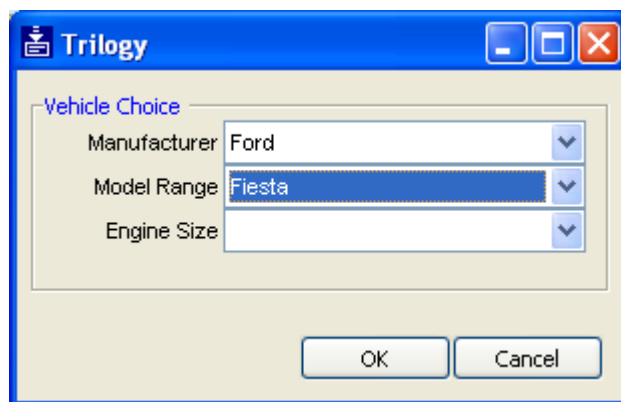 Trilogy
Vehicle Choice
Manufacturer Ford
Model Range Fiesta
Engine Size
OK Cancel